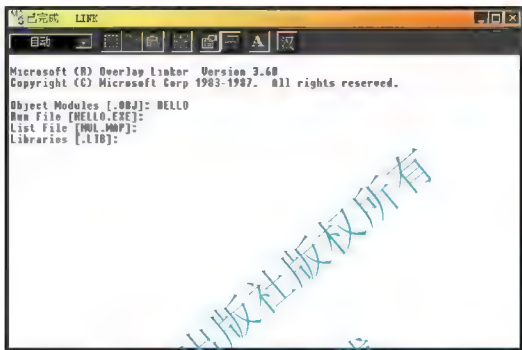 已完成 LINK
自动
A 汉
Microsoft (R) Overlay Linker Version 3.60
Copyright (C) Microsoft Corp 1983-1987. All rights reserved.
Object Modules [.OBJ]: HELLO
Run File [HELLO.EXE]:
List File [NUL.MAP]:
Libraries [.LIB]:
出版社版权所有